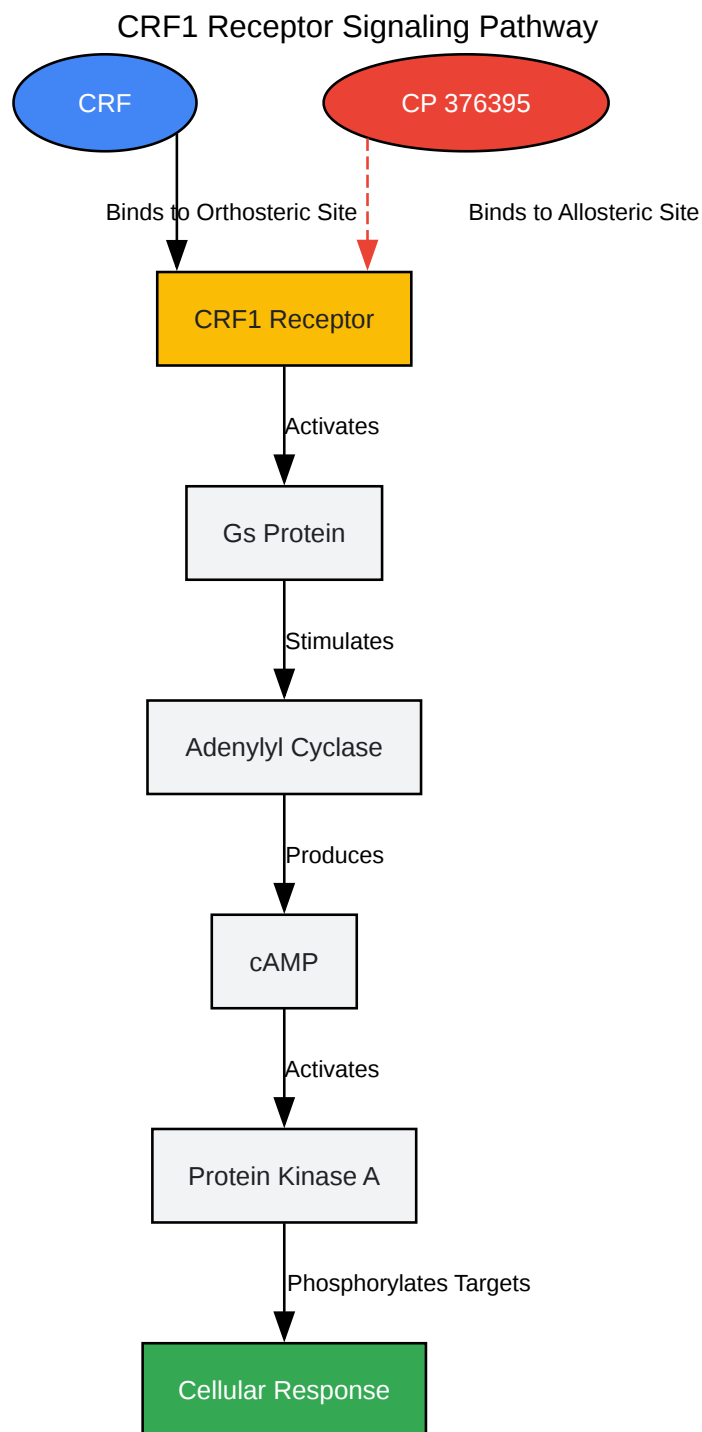 CRF1 Receptor Signaling Pathway
CRF
CP 376395
Binds to Orthosteric Site
Binds to Allosteric Site
CRF1 Receptor
Activates
Gs Protein
Stimulates
Adenylyl Cyclase
Produces
cAMP
Activates
Protein Kinase A
Phosphorylates Targets
Cellular Response